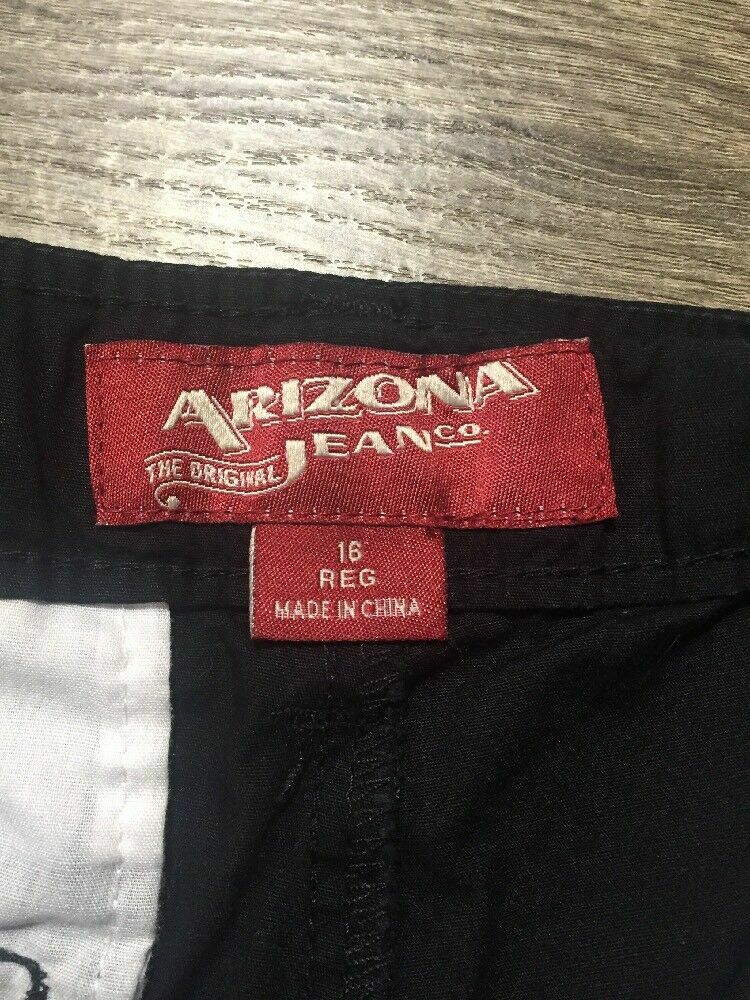 ARIZONA
JEAN CO.
THE ORIGINAL
16
REG
MADE IN CHINA